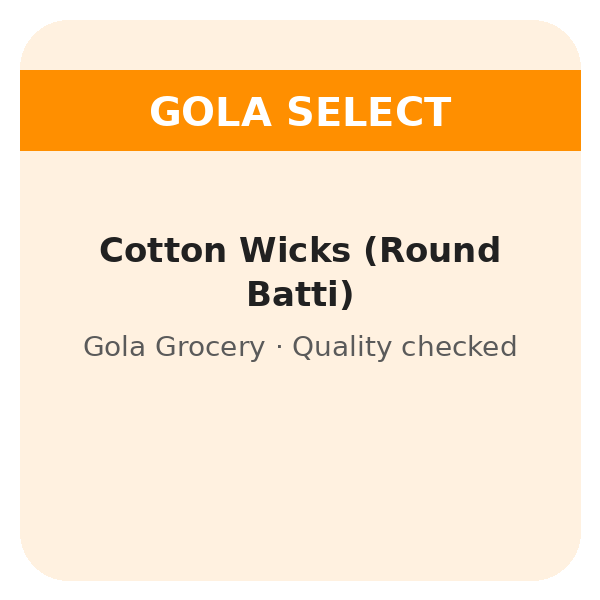 GOLA SELECT
Cotton Wicks (Round
Batti)
Gola Grocery · Quality checked